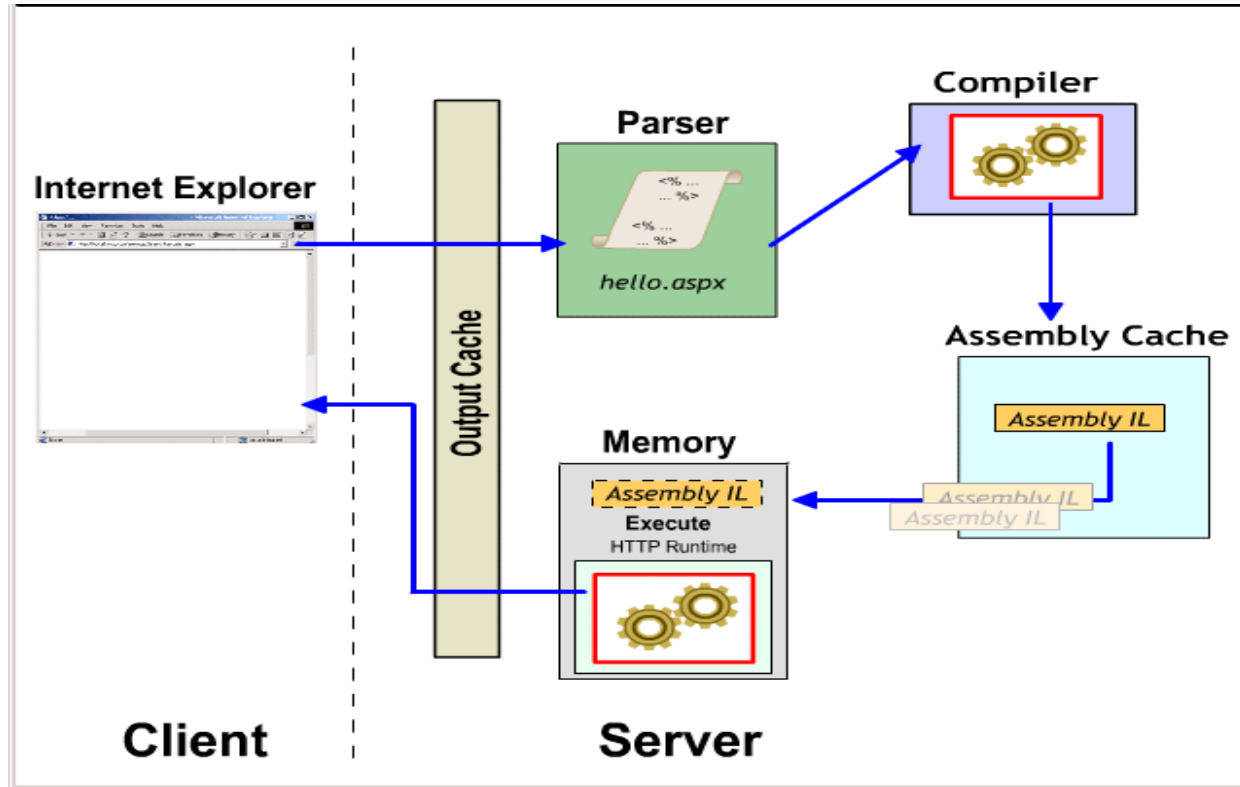 Compiler
Parser
Internet Explorer
<% ...
... %>
<% ...
... %>
hello.aspx
Output Cache
Assembly Cache
Assembly IL
Memory
Assembly IL
Assembly IL
Assembly IL
Execute
HTTP Runtime
Client
Server